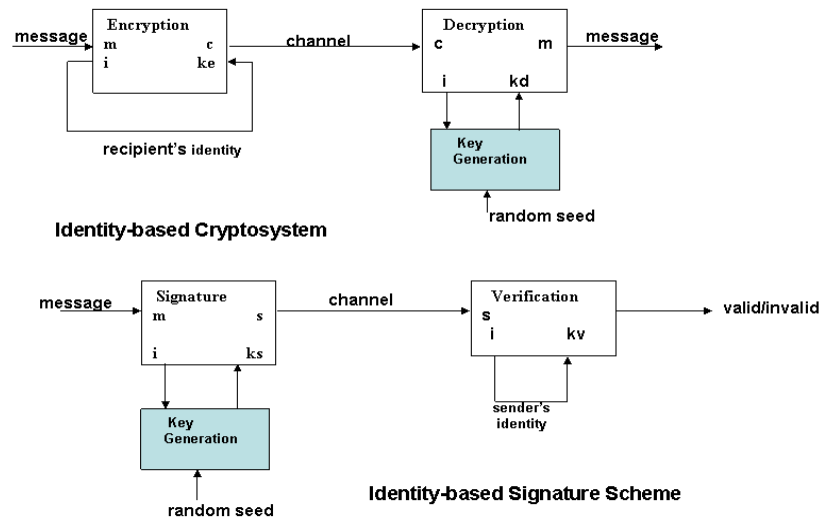 Encryption
message
m c
i ke
recipient's identity
channel
Decryption
c m
i kd
message
Key
Generation
random seed
Identity-based Cryptosystem
message
Signature
m s
i ks
Key
Generation
random seed
channel
Verification
s
i kv
sender's
identity
valid/invalid
Identity-based Signature Scheme